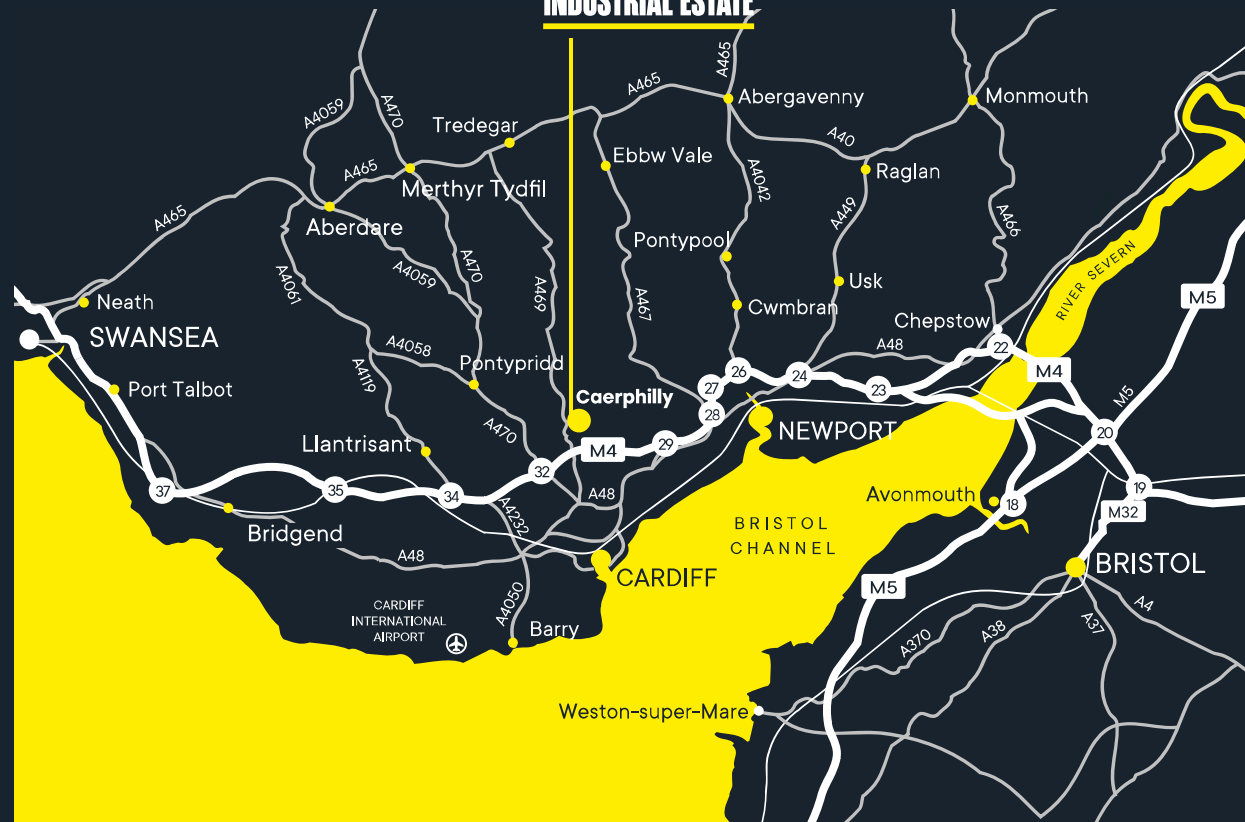 INDUSTRIAL ESTATE
A465
A465
A4059
A470
Abergavenny
Monmouth
Tredegar
A40
Ebbw Vale
A465
A4042
Raglan
Merthyr Tydfil
A465
A449
A466
Aberdare
Pontypool
RIVER SEVERN
A4061
A4059
A470
A469
A467
Usk
M5
Neath
Cwmbran
Chepstow
SWANSEA
A48
22
A4058
Pontypridd
26
24
23
M4
Port Talbot
A4119
27
M5
Caerphilly
28
NEWPORT
20
Llantrisant
A470
29
M4
32
37
35
34
A48
Avonmouth
18
19
M32
A4232
BRISTOL
CHANNEL
Bridgend
A48
CARDIFF
BRISTOL
M5
CARDIFF
INTERNATIONAL
AIRPORT
A4050
Barry
A370
A38
A37
A4
Weston-super-Mare